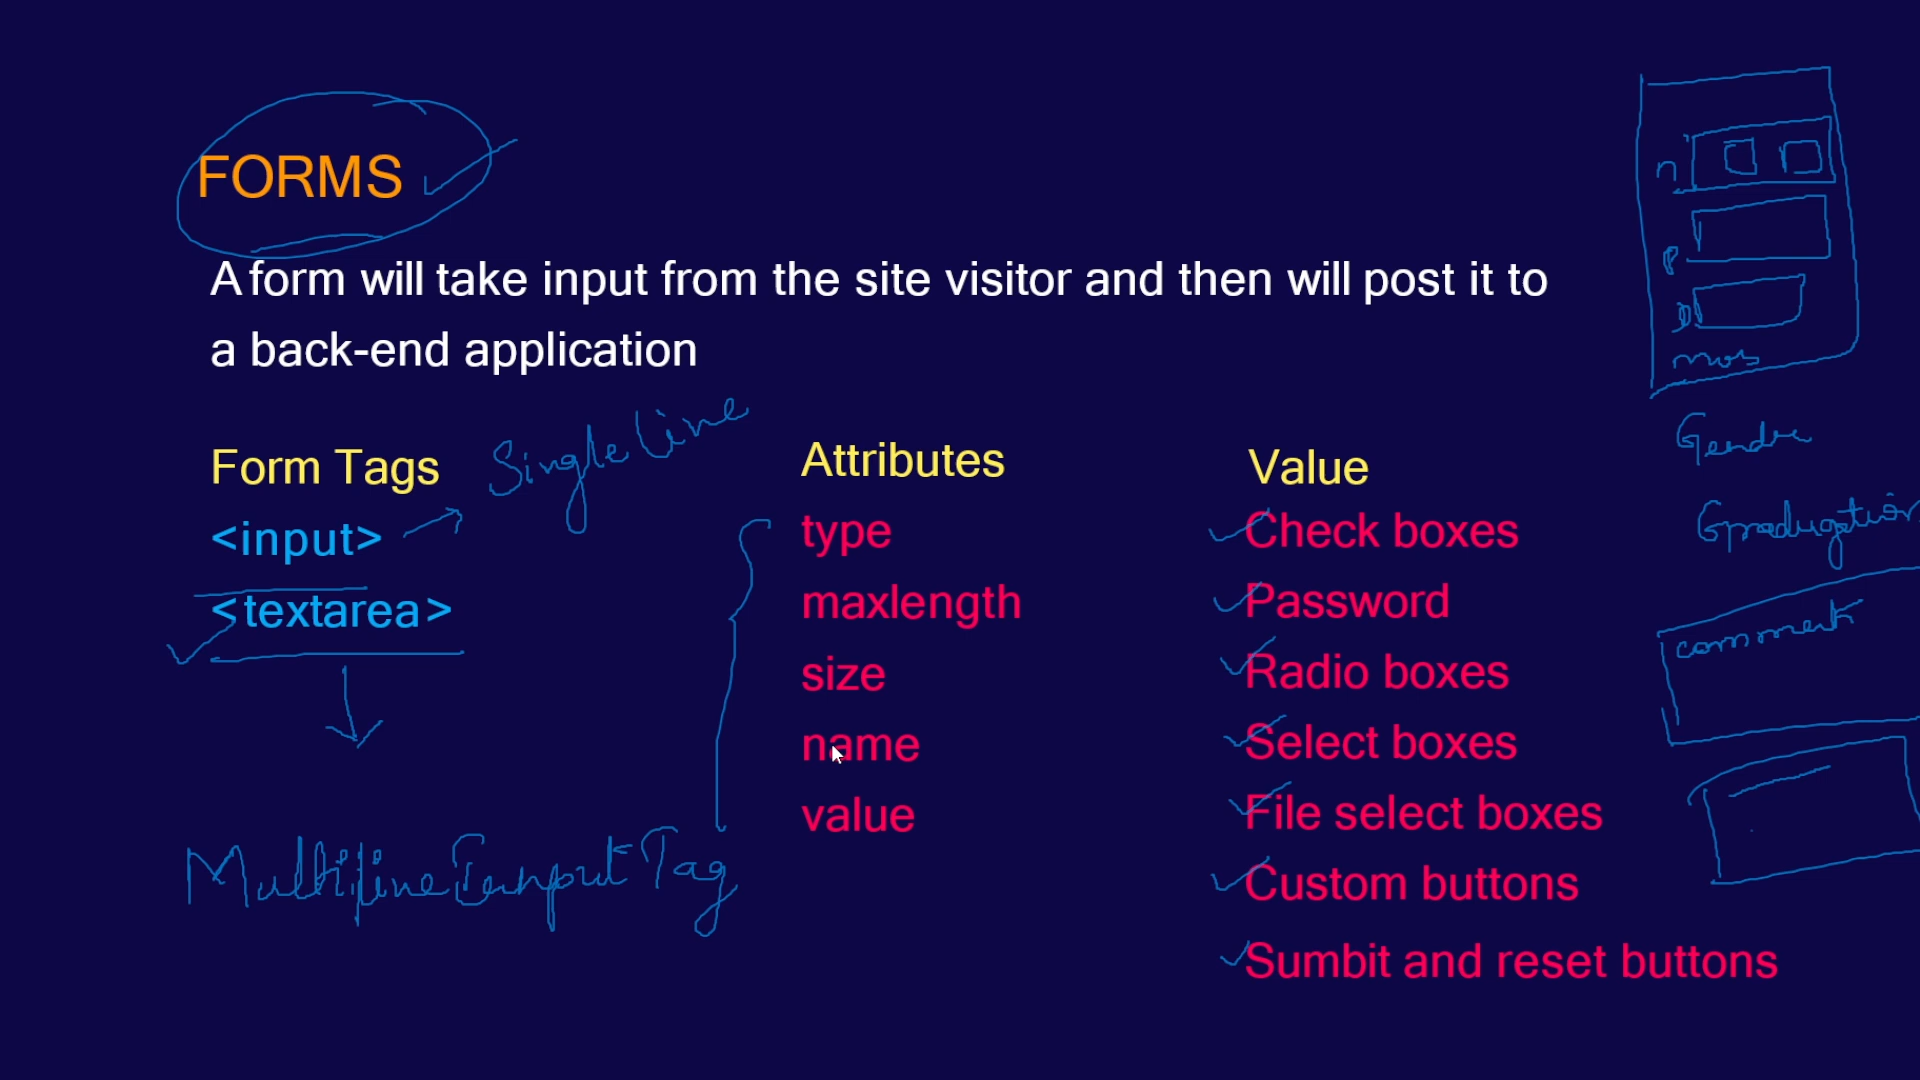 FORMS
A form will take input from the site visitor and then will post it to
a back-end application
Form Tags
Single line
<input>
<textarea>
Multiline Input Tag
Attributes
type
maxlength
size
name
value
Value
Check boxes
Password
Radio boxes
Select boxes
File select boxes
Custom buttons
Sumbit and reset buttons
n
P
mob
Gender
Graduation
comment